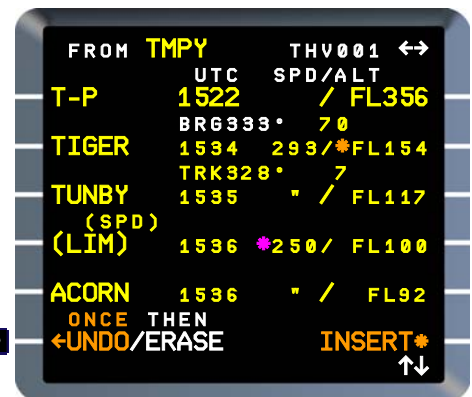 FROM TMPY THV001 ↔
UTC SPD/ALT
T-P 1522 / FL356
BRG333° 70
TIGER 1534 293/*FL154
TRK328° 7
TUNBY 1535 " / FL117
(SPD)
(LIM) 1536 *250/ FL100
ACORN 1536 " / FL92
ONCE THEN
←UNDO/ERASE INSERT*
↑↓